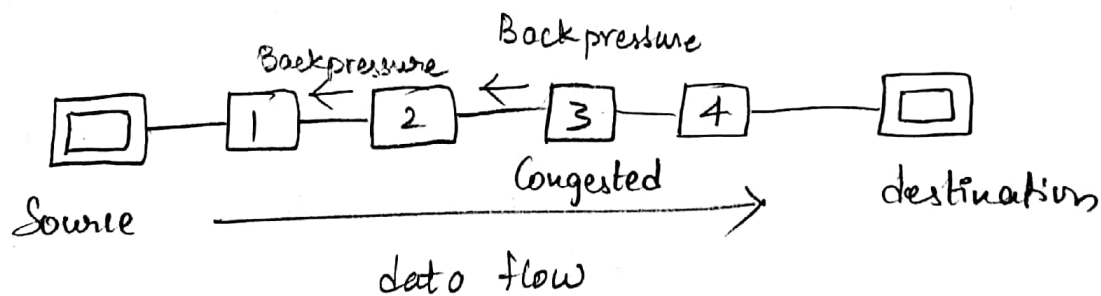 Backpressure
Backpressure
1 2 3 4
Congested
Source
destination
data flow